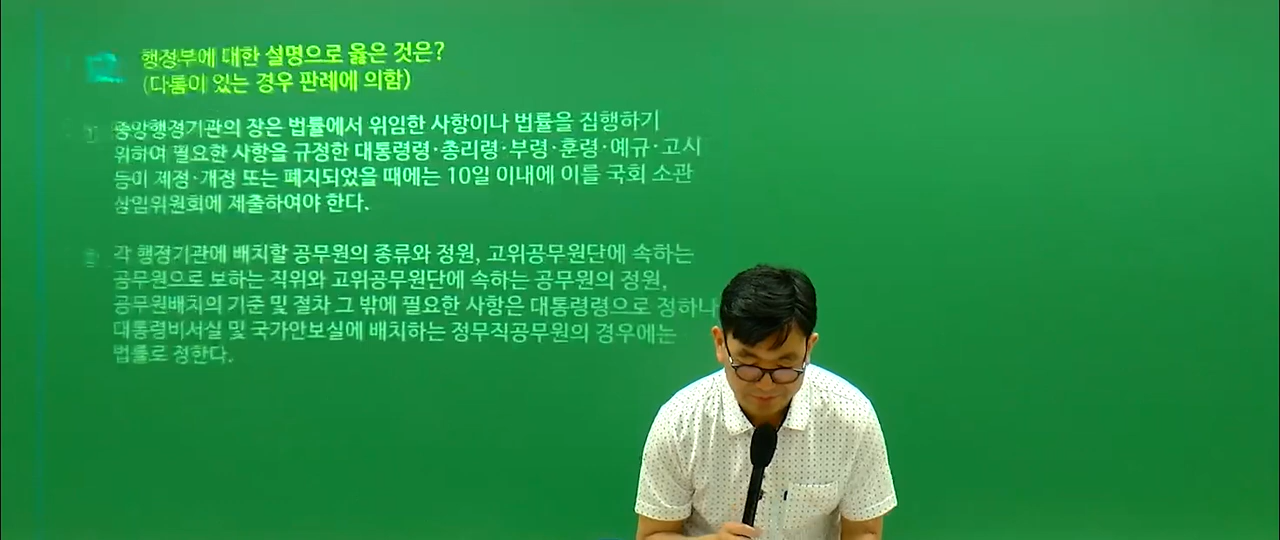 행정부에 대한 설명으로 옳은 것은?
(다툼이 있는 경우 판례에 의함)
① 중앙행정기관의 장은 법률에서 위임한 사항이나 법률을 집행하기
위하여 필요한 사항을 규정한 대통령령·총리령·부령·훈령·예규·고시
등이 제정·개정 또는 폐지되었을 때에는 10일 이내에 이를 국회 소관
상임위원회에 제출하여야 한다.
② 각 행정기관에 배치할 공무원의 종류와 정원, 고위공무원단에 속하는
공무원으로 보하는 직위와 고위공무원단에 속하는 공무원의 정원,
공무원배치의 기준 및 절차 그 밖에 필요한 사항은 대통령령으로 정하나
대통령비서실 및 국가안보실에 배치하는 정무직공무원의 경우에는
법률로 정한다.